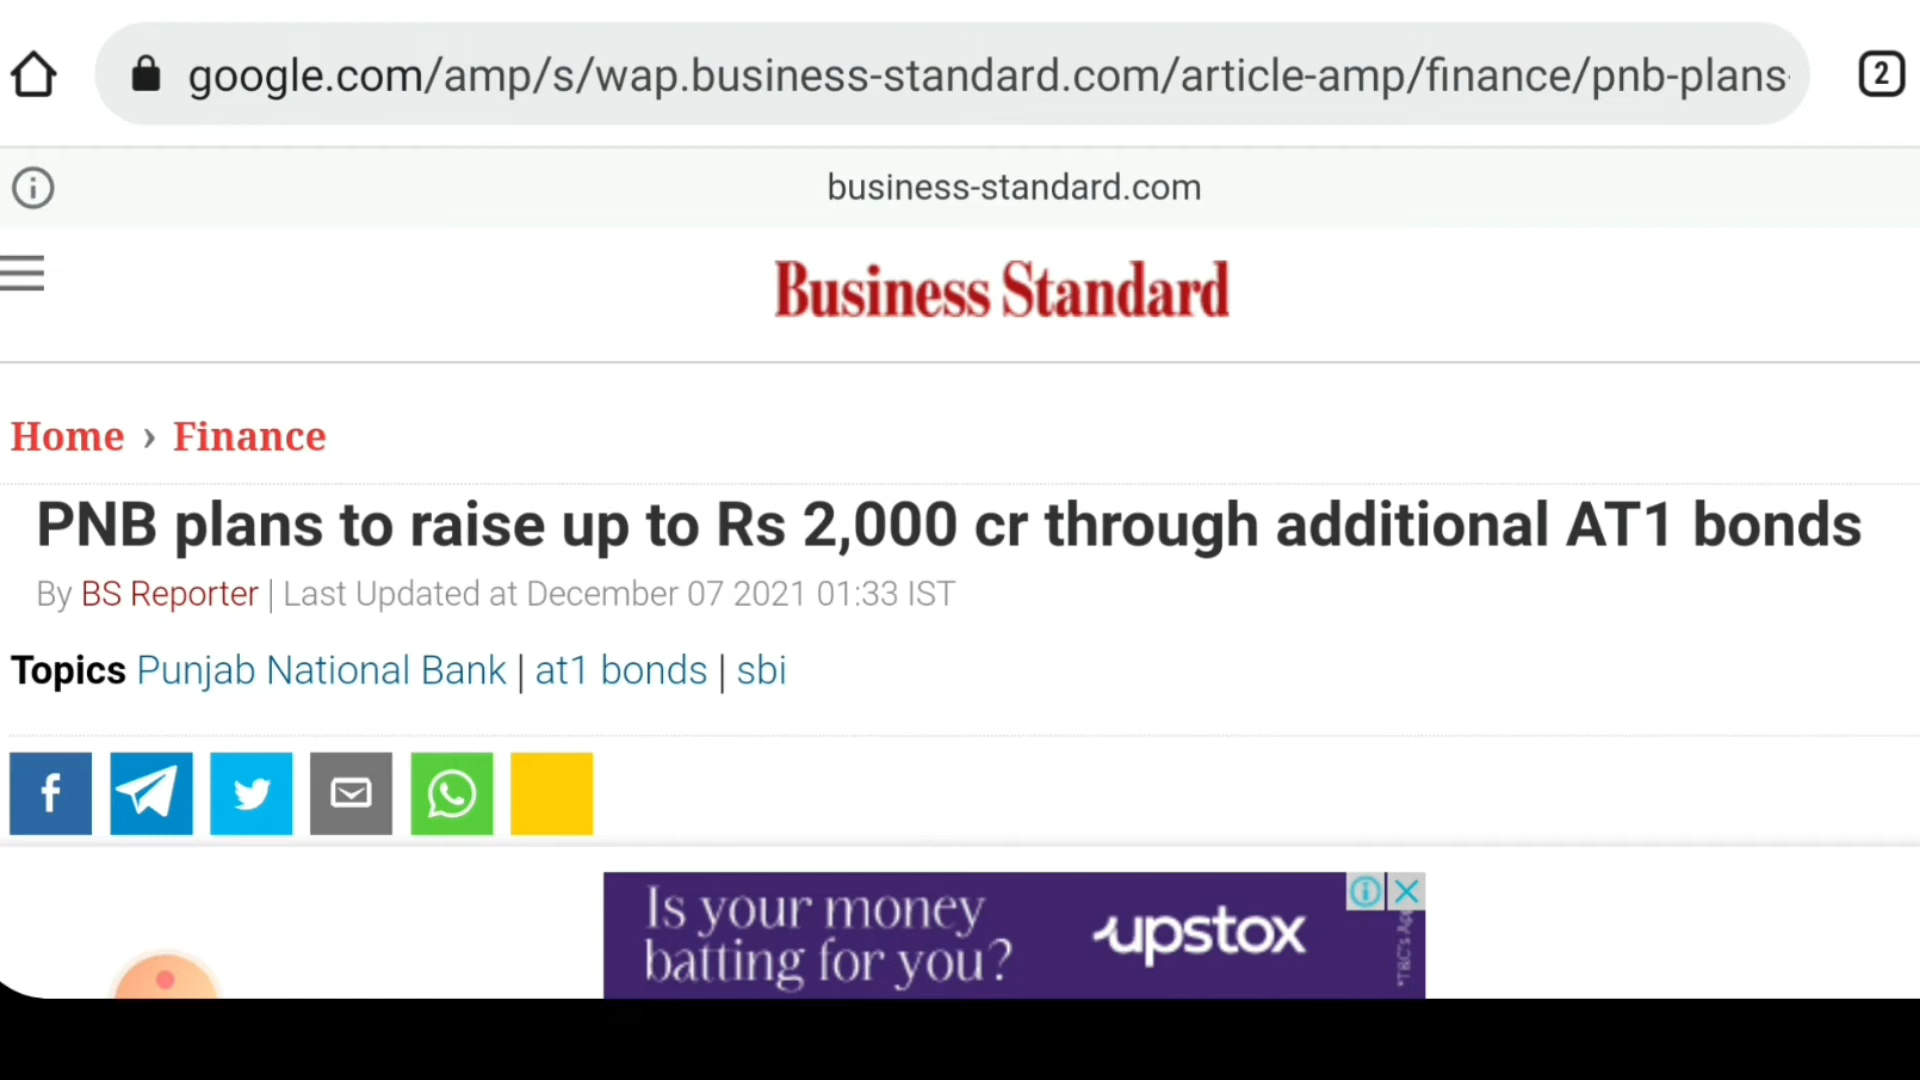 google.com/amp/s/wap.business-standard.com/article-amp/finance/pnb-plans
2
business-standard.com
Business Standard
Home › Finance
PNB plans to raise up to Rs 2,000 cr through additional AT1 bonds
By BS Reporter | Last Updated at December 07 2021 01:33 IST
Topics Punjab National Bank | at1 bonds | sbi
Is your money
batting for you?
upstox
*T&C's